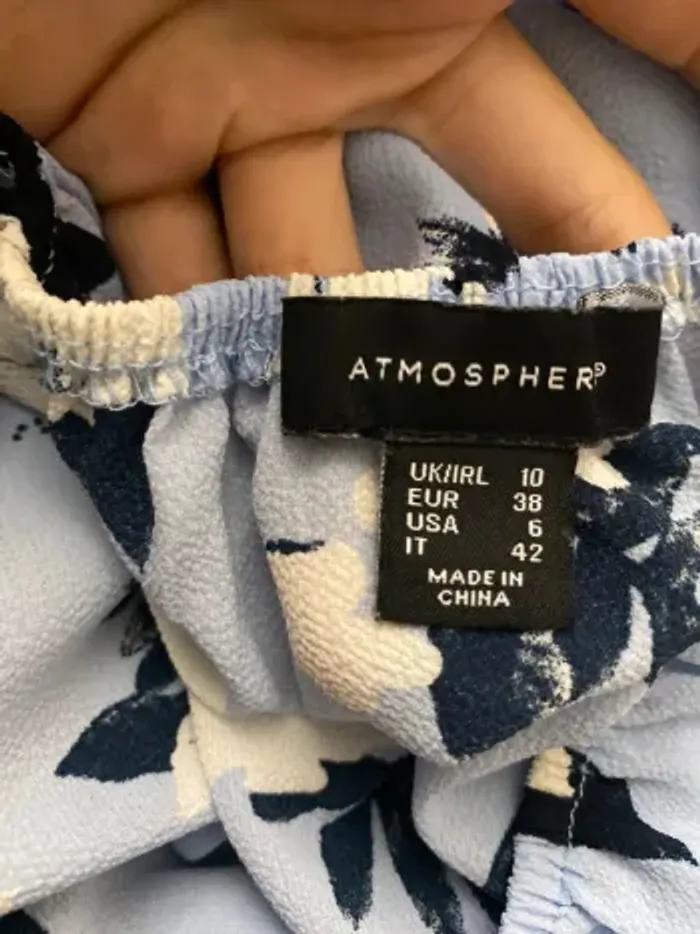 ATMOSPHERE
UK/IRL 10
EUR 38
USA 6
IT 42
MADE IN
CHINA